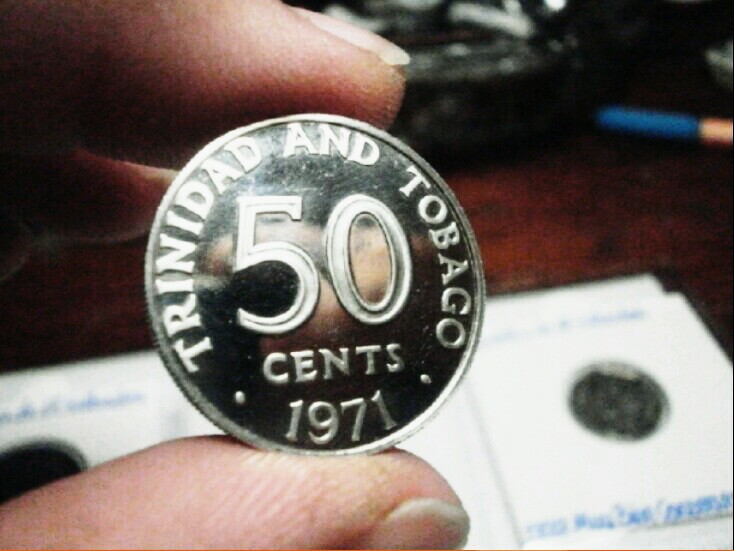 TRINIDAD AND TOBAGO
50
CENTS
1971